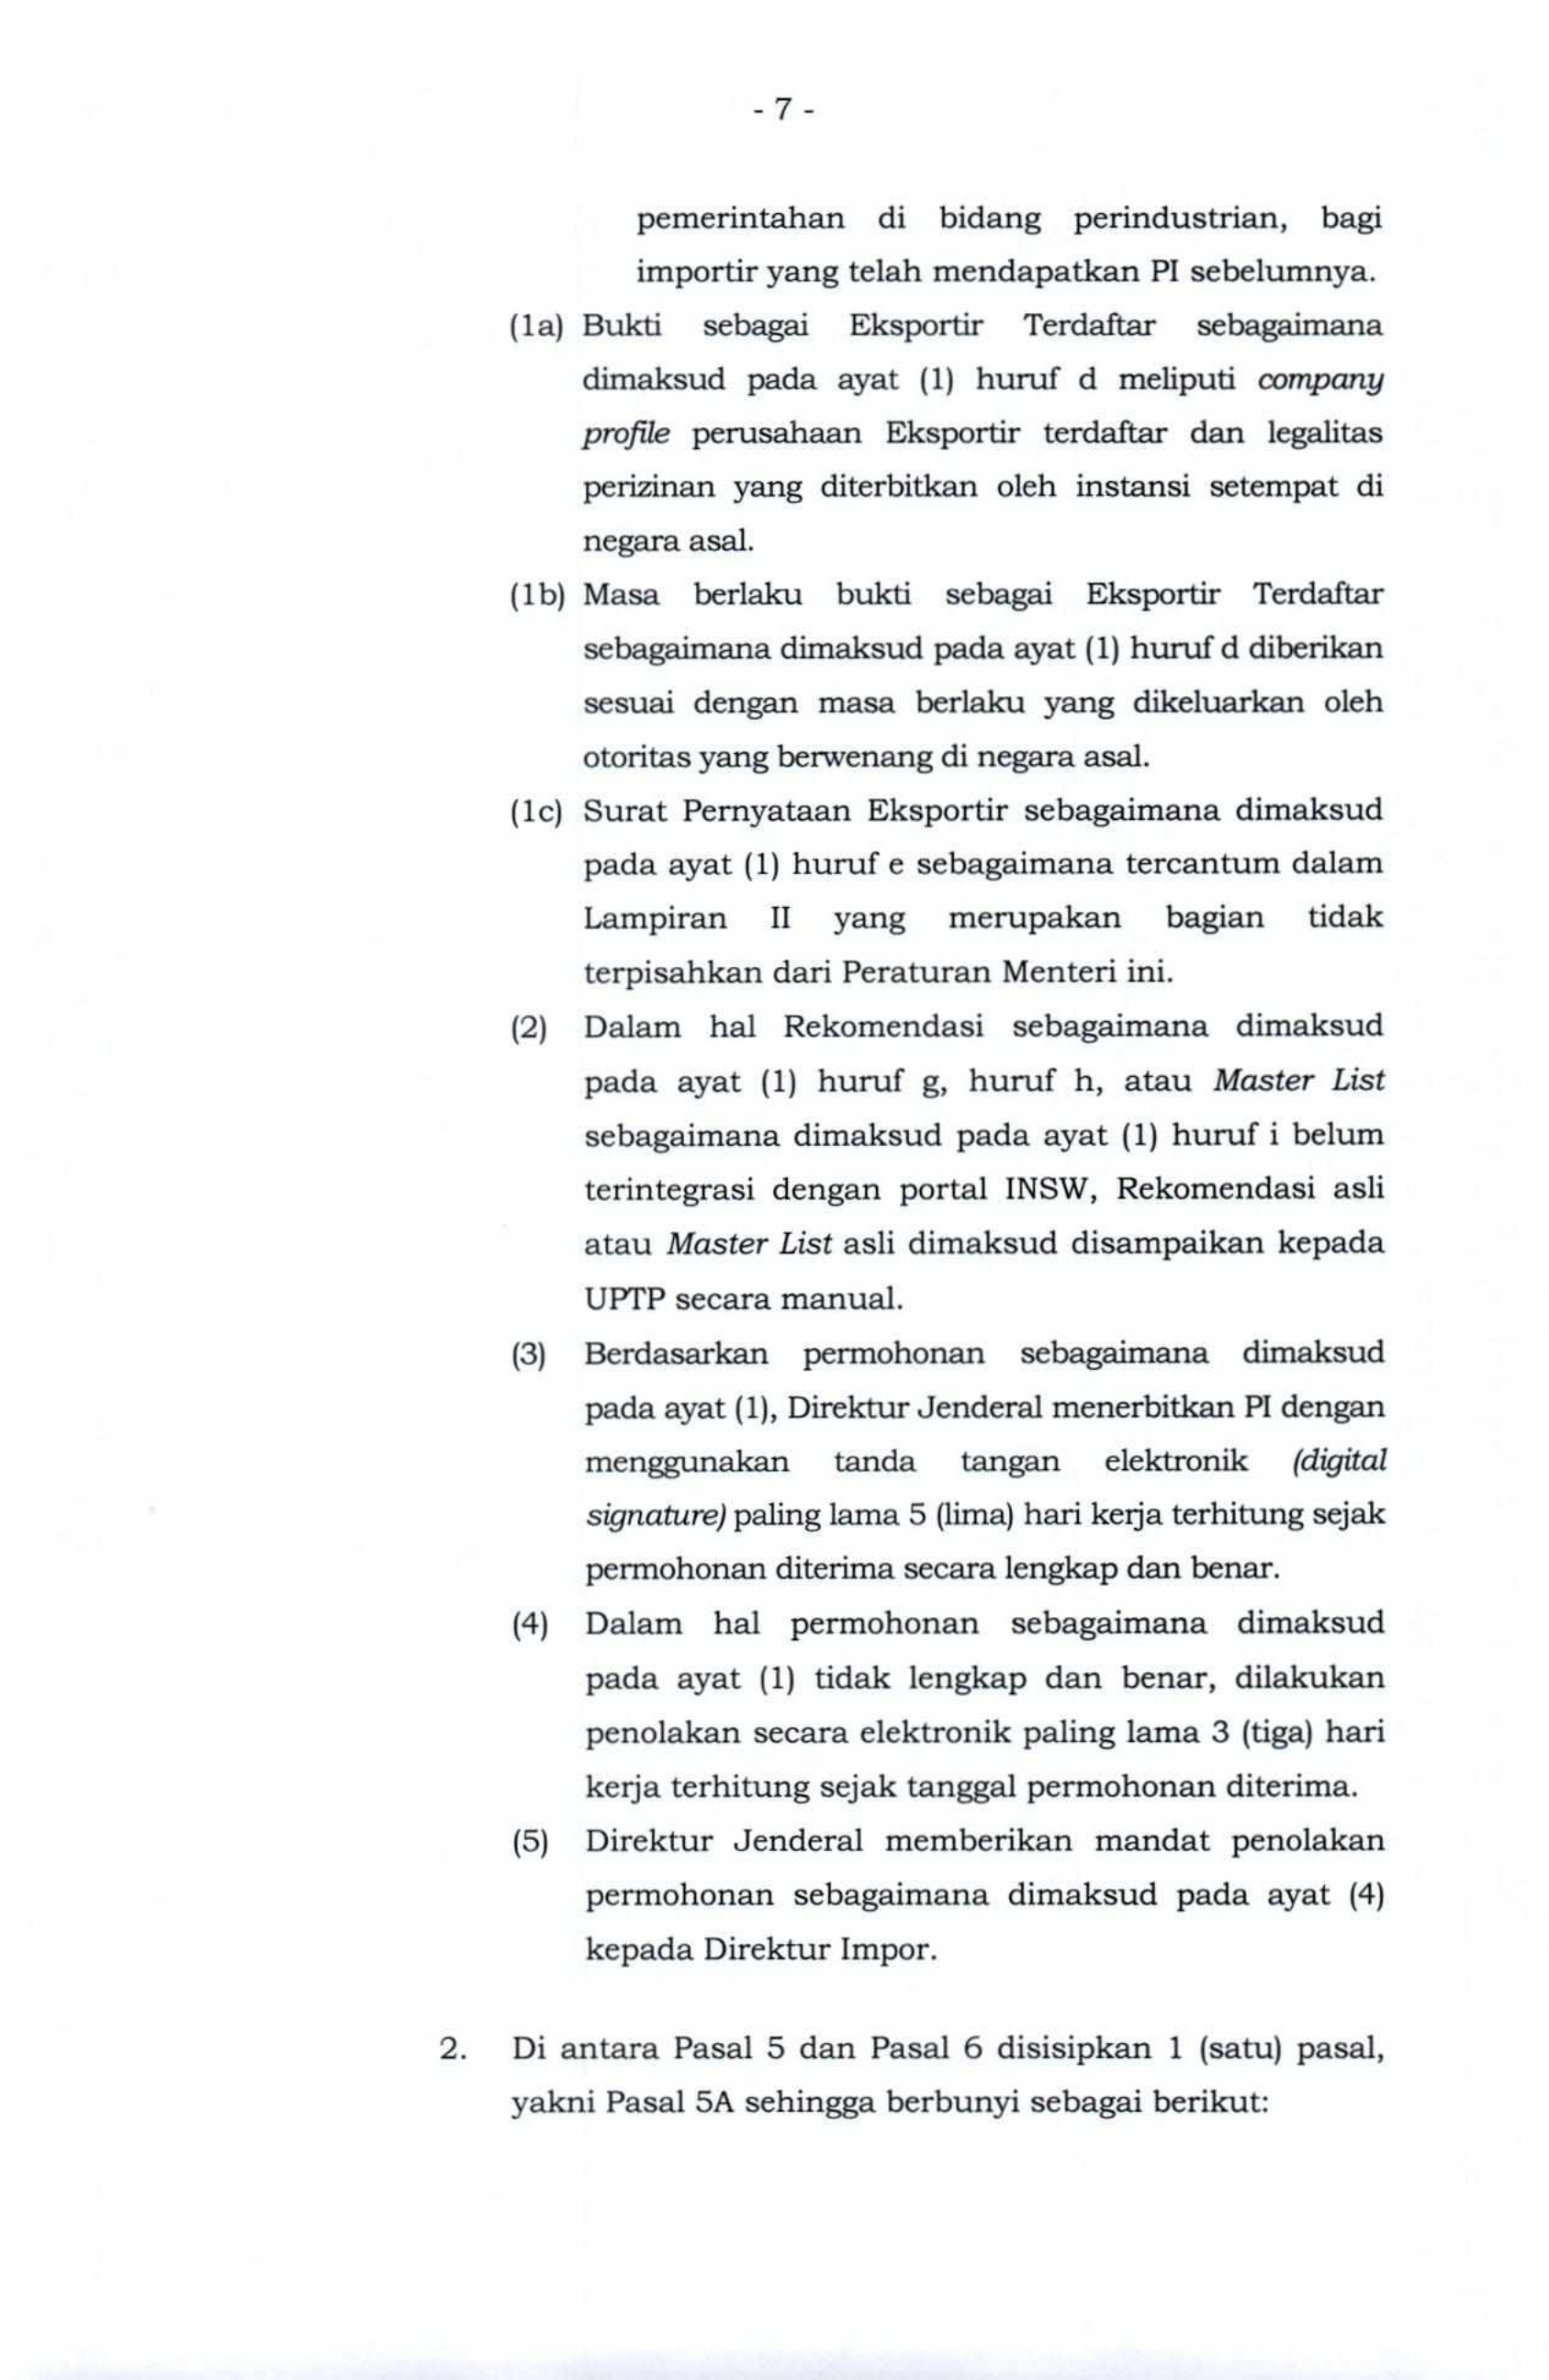 - 7 -
pemerintahan di bidang perindustrian, bagi
importir yang telah mendapatkan PI sebelumnya.
(1a) Bukti sebagai Eksportir Terdaftar sebagaimana
dimaksud pada ayat (1) huruf d meliputi company
profile perusahaan Eksportir terdaftar dan legalitas
perizinan yang diterbitkan oleh instansi setempat di
negara asal.
(1b) Masa berlaku bukti sebagai Eksportir Terdaftar
sebagaimana dimaksud pada ayat (1) huruf d diberikan
sesuai dengan masa berlaku yang dikeluarkan oleh
otoritas yang berwenang di negara asal.
(1c) Surat Pernyataan Eksportir sebagaimana dimaksud
pada ayat (1) huruf e sebagaimana tercantum dalam
Lampiran II yang merupakan bagian tidak
terpisahkan dari Peraturan Menteri ini.
(2) Dalam hal Rekomendasi sebagaimana dimaksud
pada ayat (1) huruf g, huruf h, atau Master List
sebagaimana dimaksud pada ayat (1) huruf i belum
terintegrasi dengan portal INSW, Rekomendasi asli
atau Master List asli dimaksud disampaikan kepada
UPTP secara manual.
(3) Berdasarkan permohonan sebagaimana dimaksud
pada ayat (1), Direktur Jenderal menerbitkan PI dengan
menggunakan tanda tangan elektronik (digital
signature) paling lama 5 (lima) hari kerja terhitung sejak
permohonan diterima secara lengkap dan benar.
(4) Dalam hal permohonan sebagaimana dimaksud
pada ayat (1) tidak lengkap dan benar, dilakukan
penolakan secara elektronik paling lama 3 (tiga) hari
kerja terhitung sejak tanggal permohonan diterima.
(5) Direktur Jenderal memberikan mandat penolakan
permohonan sebagaimana dimaksud pada ayat (4)
kepada Direktur Impor.
2. Di antara Pasal 5 dan Pasal 6 disisipkan 1 (satu) pasal,
yakni Pasal 5A sehingga berbunyi sebagai berikut: